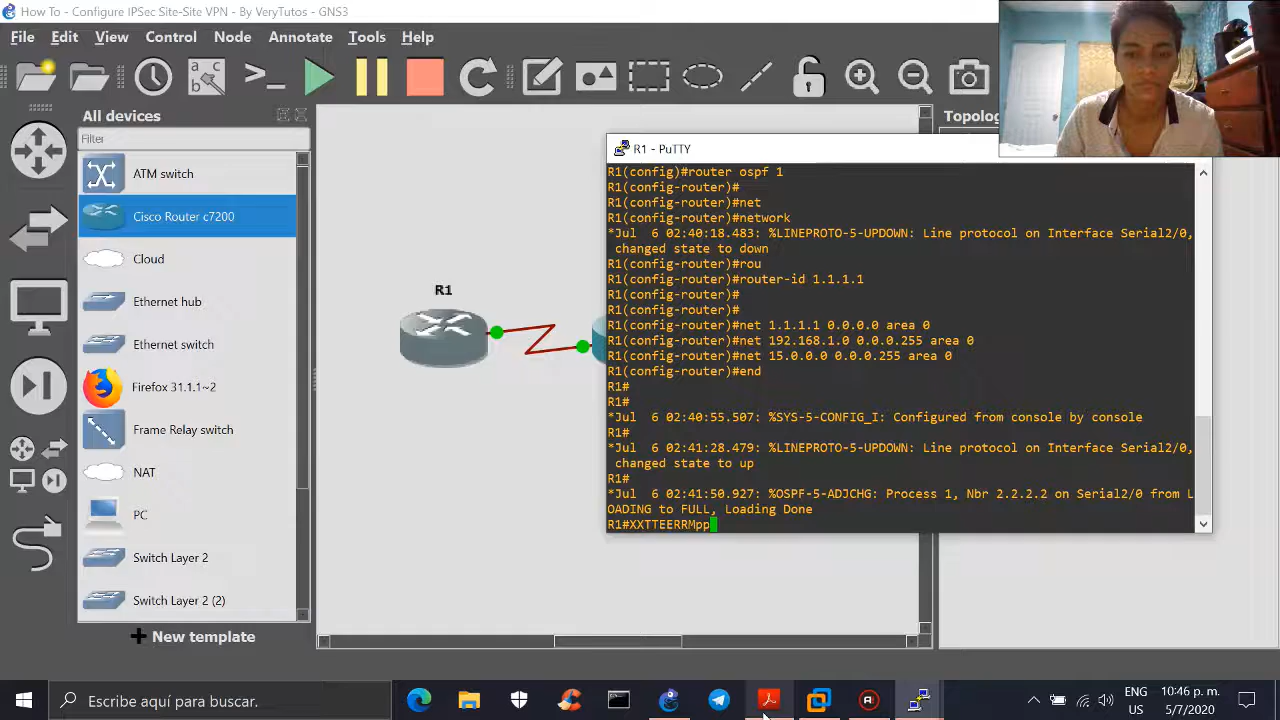 How To - Configure IPSec Site-Site VPN - By VeryTutos - GNS3
File Edit View Control Node Annotate Tools Help
All devices
Filter
ATM switch
Cisco Router c7200
Cloud
Ethernet hub
Ethernet switch
Firefox 31.1.1~2
Frame Relay switch
NAT
PC
Switch Layer 2
Switch Layer 2 (2)
New template
R1
Topolo
R1 - PuTTY
R1(config)#router ospf 1
R1(config-router)#
R1(config-router)#net
R1(config-router)#network
*Jul  6 02:40:18.483: %LINEPROTO-5-UPDOWN: Line protocol on Interface Serial2/0,
changed state to down
R1(config-router)#rou
R1(config-router)#router-id 1.1.1.1
R1(config-router)#
R1(config-router)#
R1(config-router)#net 1.1.1.1 0.0.0.0 area 0
R1(config-router)#net 192.168.1.0 0.0.0.255 area 0
R1(config-router)#net 15.0.0.0 0.0.0.255 area 0
R1(config-router)#end
R1#
R1#
*Jul  6 02:40:55.507: %SYS-5-CONFIG_I: Configured from console by console
R1#
*Jul  6 02:41:28.479: %LINEPROTO-5-UPDOWN: Line protocol on Interface Serial2/0,
changed state to up
R1#
*Jul  6 02:41:50.927: %OSPF-5-ADJCHG: Process 1, Nbr 2.2.2.2 on Serial2/0 from L
OADING to FULL, Loading Done
R1#XXTTEERRMpp
Escribe aquí para buscar.
ENG
US
10:46 p. m.
5/7/2020